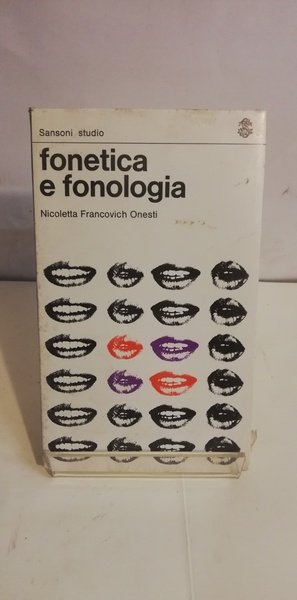 Sansoni studio
fonetica
e fonologia
Nicoletta Francovich Onesti